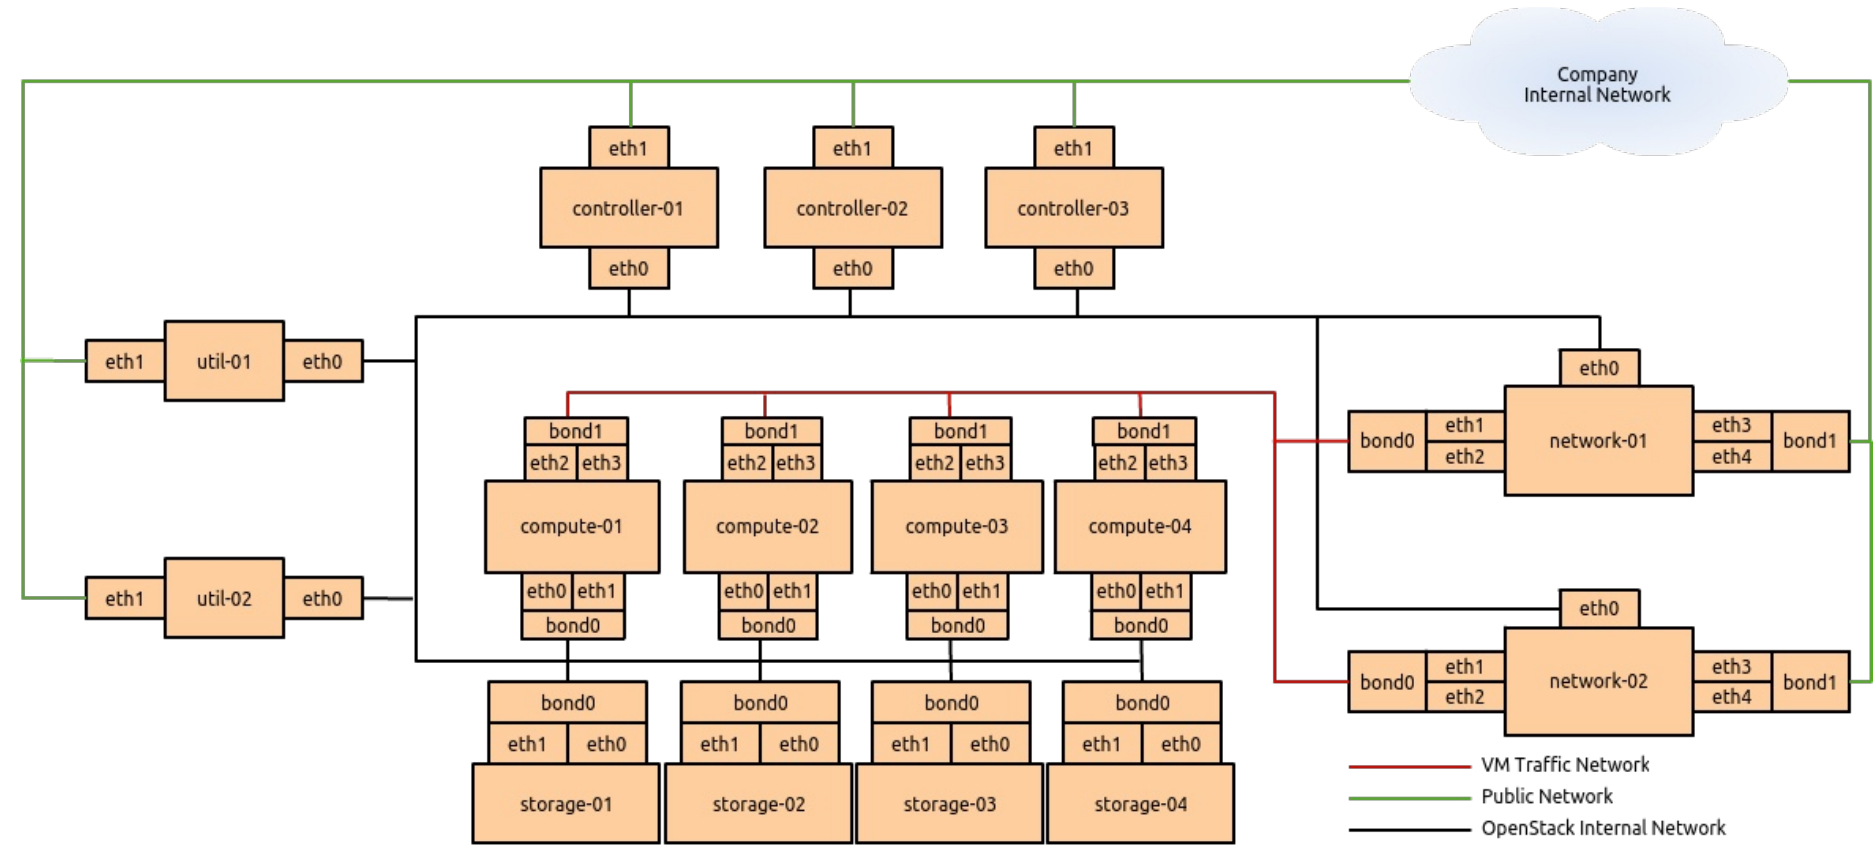 Company
Internal Network
eth1
eth1
eth1
controller-01
controller-02
controller-03
eth0
eth0
eth0
eth1
util-01
eth0
eth0
bond0
eth1
eth2
network-01
eth3
eth4
bond1
bond1
bond1
bond1
bond1
eth2
eth3
eth2
eth3
eth2
eth3
eth2
eth3
compute-01
compute-02
compute-03
compute-04
eth0
eth1
eth0
eth1
eth0
eth1
eth0
eth1
bond0
bond0
bond0
bond0
eth1
util-02
eth0
eth0
bond0
eth1
eth2
network-02
eth3
eth4
bond1
bond0
bond0
bond0
bond0
eth1
eth0
eth1
eth0
eth1
eth0
eth1
eth0
storage-01
storage-02
storage-03
storage-04
VM Traffic Network
Public Network
OpenStack Internal Network